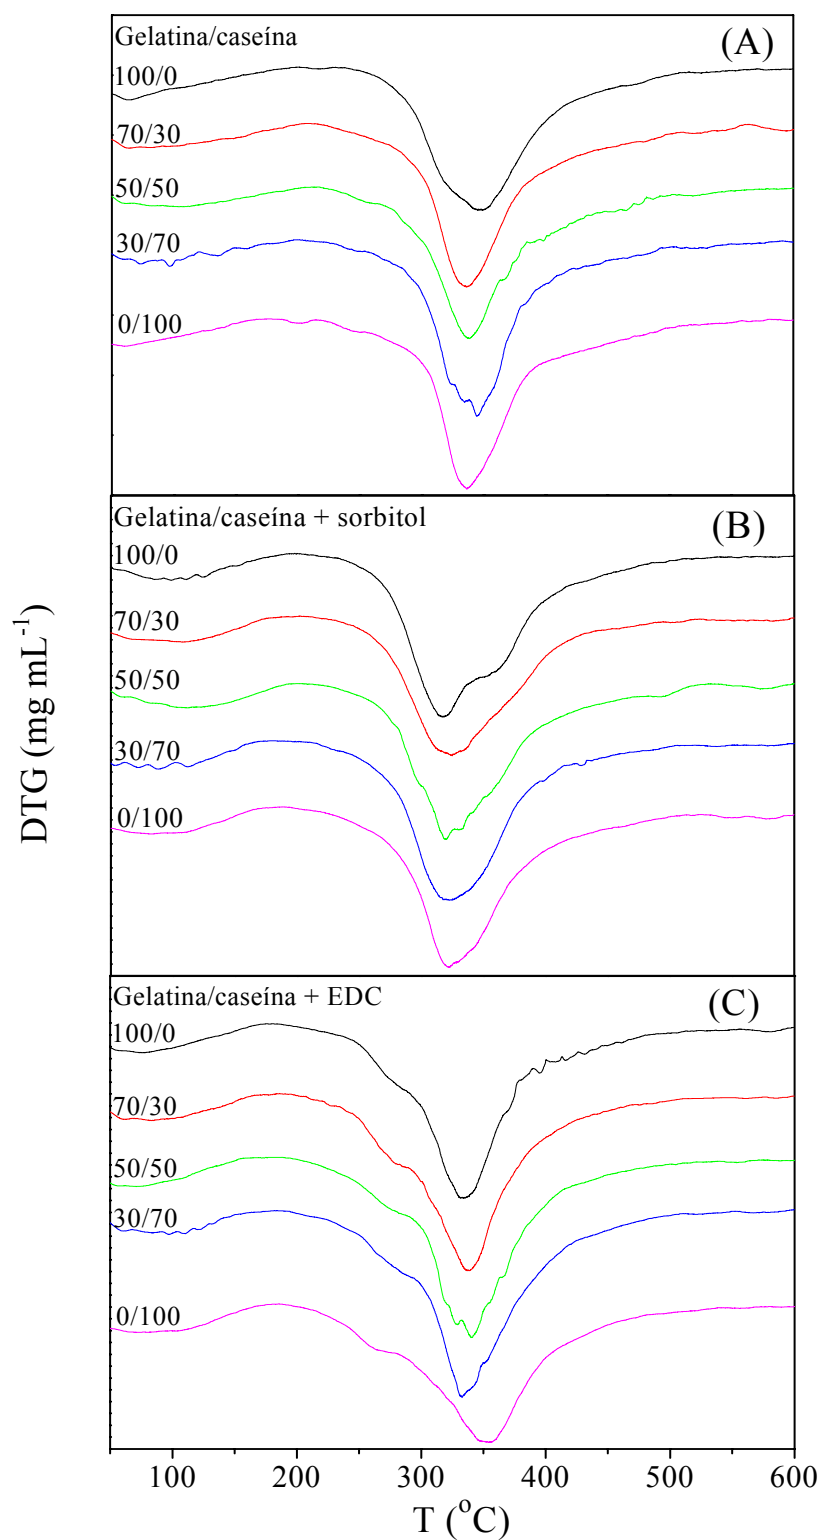 Gelatina/caseína
(A)
100/0
70/30
50/50
30/70
0/100
Gelatina/caseína + sorbitol
(B)
100/0
70/30
50/50
30/70
0/100
Gelatina/caseína + EDC
(C)
100/0
70/30
50/50
30/70
0/100
DTG (mg mL⁻¹)
100 200 300 400 500 600
T (°C)